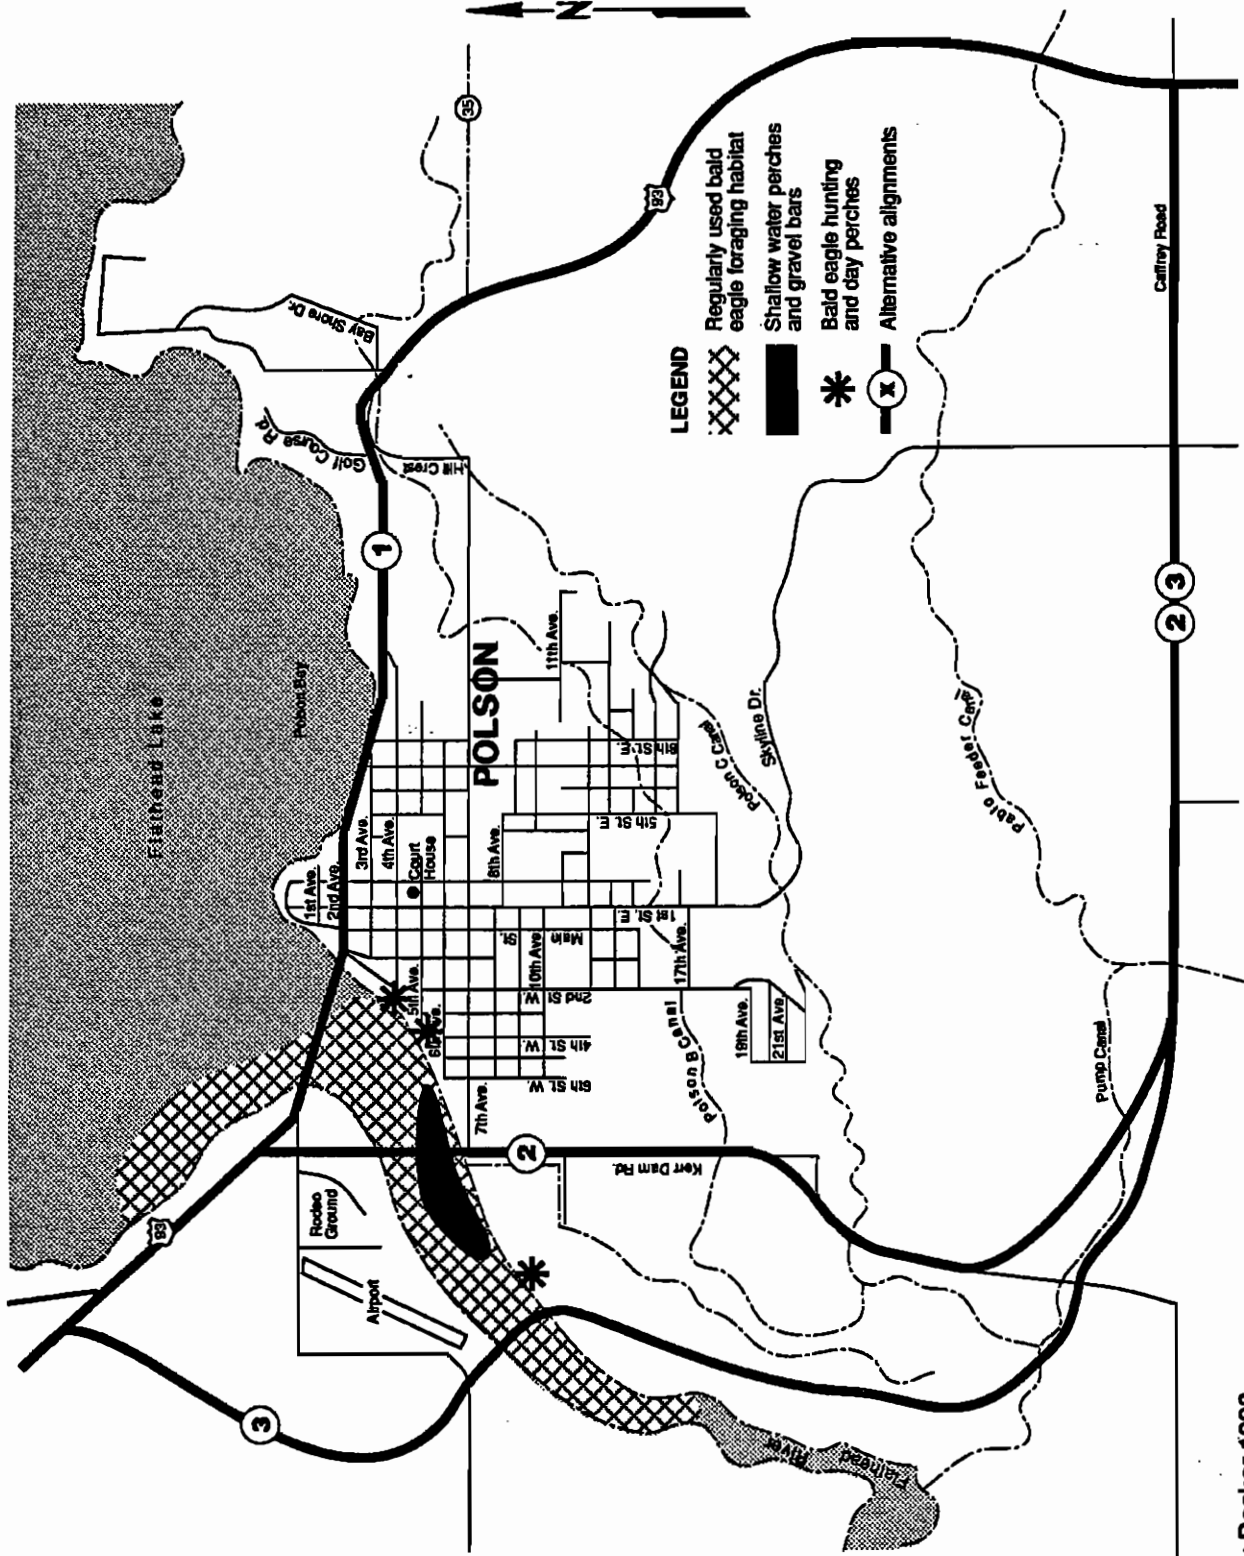 N
Flathead Lake
Polson Bay
35
93
Bay Shore Dr.
Golf Course Rd.
Hill Crest
1
POLSON
11th Ave.
1st Ave.
2nd Ave.
3rd Ave.
4th Ave.
Court
House
8th Ave.
5th Ave.
6th Ave.
10th Ave.
Main
St.
1st St. E.
5th St. E.
8th St. E.
17th Ave.
2nd St. W.
4th St. W.
6th St. W.
7th Ave.
19th Ave.
21st Ave.
Polson C Canal
Skyline Dr.
Polson B Canal
Pablo Feeder Canal
Pump Canal
Kerr Dam Rd.
2
93
Rodeo
Ground
Airport
3
Flathead
River
2
3
Caffrey Road
LEGEND
Regularly used bald
eagle foraging habitat
Shallow water perches
and gravel bars
Bald eagle hunting
and day perches
X
Alternative alignments